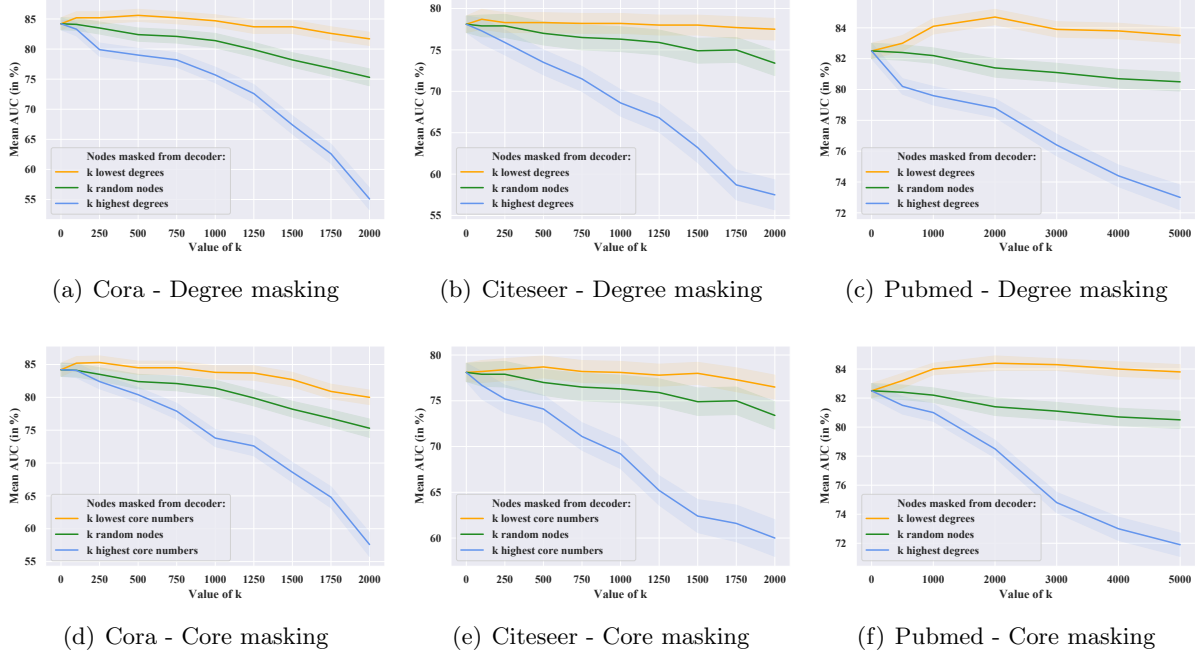 85
80
75
70
65
60
55
Mean AUC (in %)
Nodes masked from decoder:
k lowest degrees
k random nodes
k highest degrees
0 250 500 750 1000 1250 1500 1750 2000
Value of k
(a) Cora - Degree masking
80
75
70
65
60
55
Mean AUC (in %)
Nodes masked from decoder:
k lowest degrees
k random nodes
k highest degrees
0 250 500 750 1000 1250 1500 1750 2000
Value of k
(b) Citeseer - Degree masking
84
82
80
78
76
74
72
Mean AUC (in %)
Nodes masked from decoder:
k lowest degrees
k random nodes
k highest degrees
0 1000 2000 3000 4000 5000
Value of k
(c) Pubmed - Degree masking
85
80
75
70
65
60
55
Mean AUC (in %)
Nodes masked from decoder:
k lowest core numbers
k random nodes
k highest core numbers
0 250 500 750 1000 1250 1500 1750 2000
Value of k
(d) Cora - Core masking
80
75
70
65
60
Mean AUC (in %)
Nodes masked from decoder:
k lowest core numbers
k random nodes
k highest core numbers
0 250 500 750 1000 1250 1500 1750 2000
Value of k
(e) Citeseer - Core masking
84
82
80
78
76
74
72
Mean AUC (in %)
Nodes masked from decoder:
k lowest degrees
k random nodes
k highest degrees
0 1000 2000 3000 4000 5000
Value of k
(f) Pubmed - Core masking